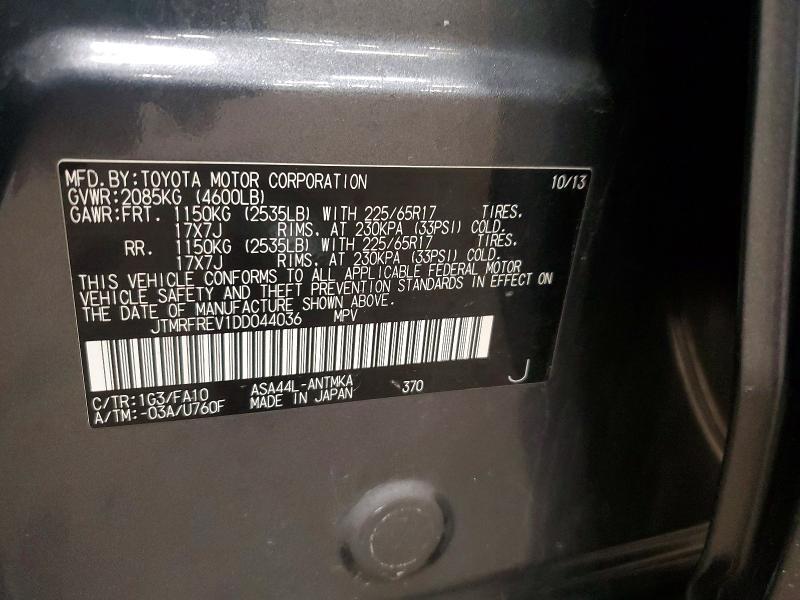 MFD.BY:TOYOTA MOTOR CORPORATION 10/13
GVWR:2085KG (4600LB)
GAWR:FRT. 1150KG (2535LB) WITH 225/65R17 TIRES.
17X7J RIMS. AT 230KPA (33PSI) COLD.
RR. 1150KG (2535LB) WITH 225/65R17 TIRES.
17X7J RIMS. AT 230KPA (33PSI) COLD.
THIS VEHICLE CONFORMS TO ALL APPLICABLE FEDERAL MOTOR
VEHICLE SAFETY AND THEFT PREVENTION STANDARDS IN EFFECT ON
THE DATE OF MANUFACTURE SHOWN ABOVE.
JTMRFREV1DD044036 MPV
C/TR:1G3/FA10 ASA44L-ANTMKA 370 J
A/TM:-03A/U760F MADE IN JAPAN